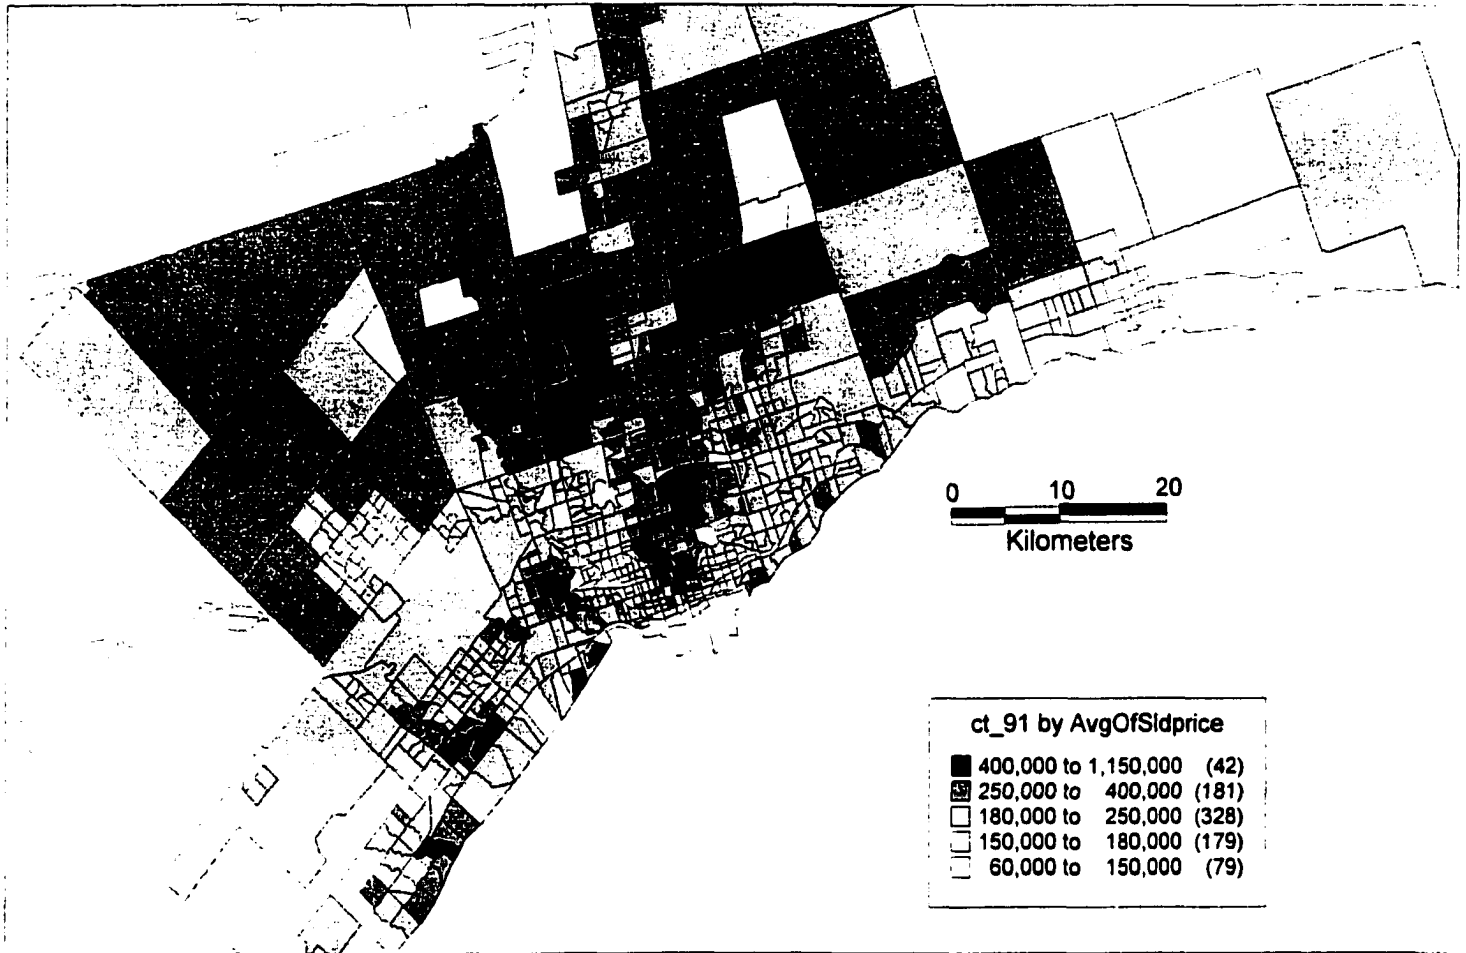 0 10 20
Kilometers
ct_91 by AvgOfSldprice
400,000 to 1,150,000 (42)
250,000 to 400,000 (181)
180,000 to 250,000 (328)
150,000 to 180,000 (179)
60,000 to 150,000 (79)